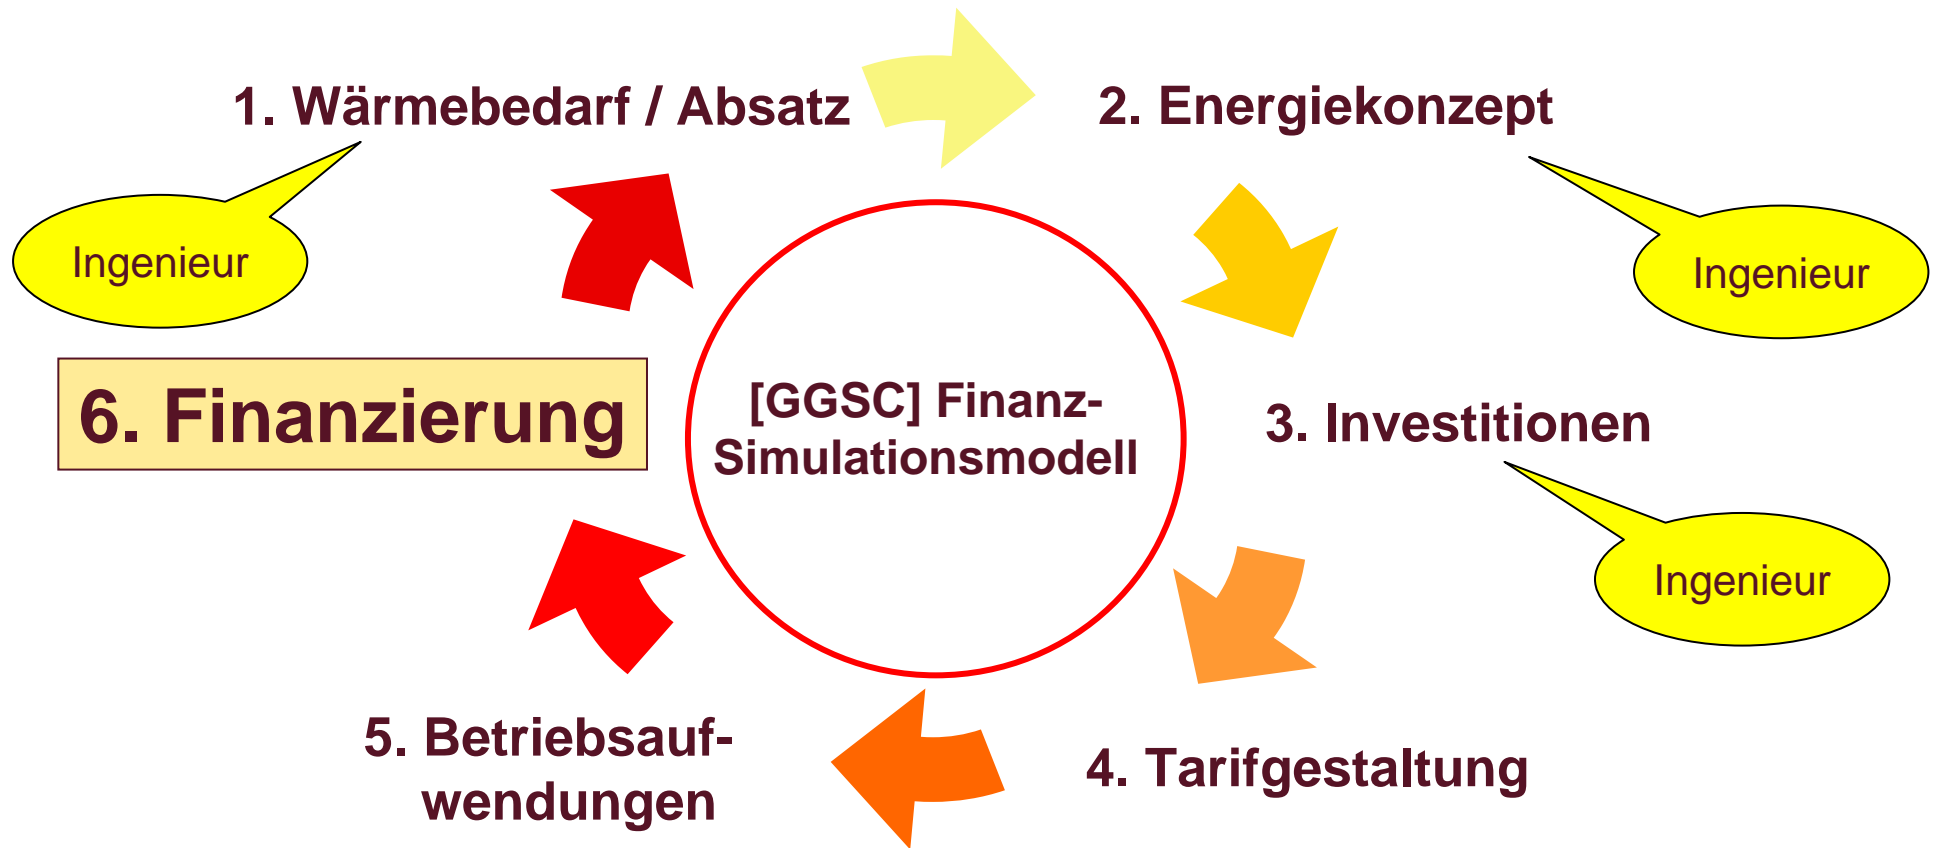 1. Wärmebedarf / Absatz
2. Energiekonzept
Ingenieur
Ingenieur
6. Finanzierung
[GGSC] Finanz-
Simulationsmodell
3. Investitionen
Ingenieur
5. Betriebsauf-
wendungen
4. Tarifgestaltung